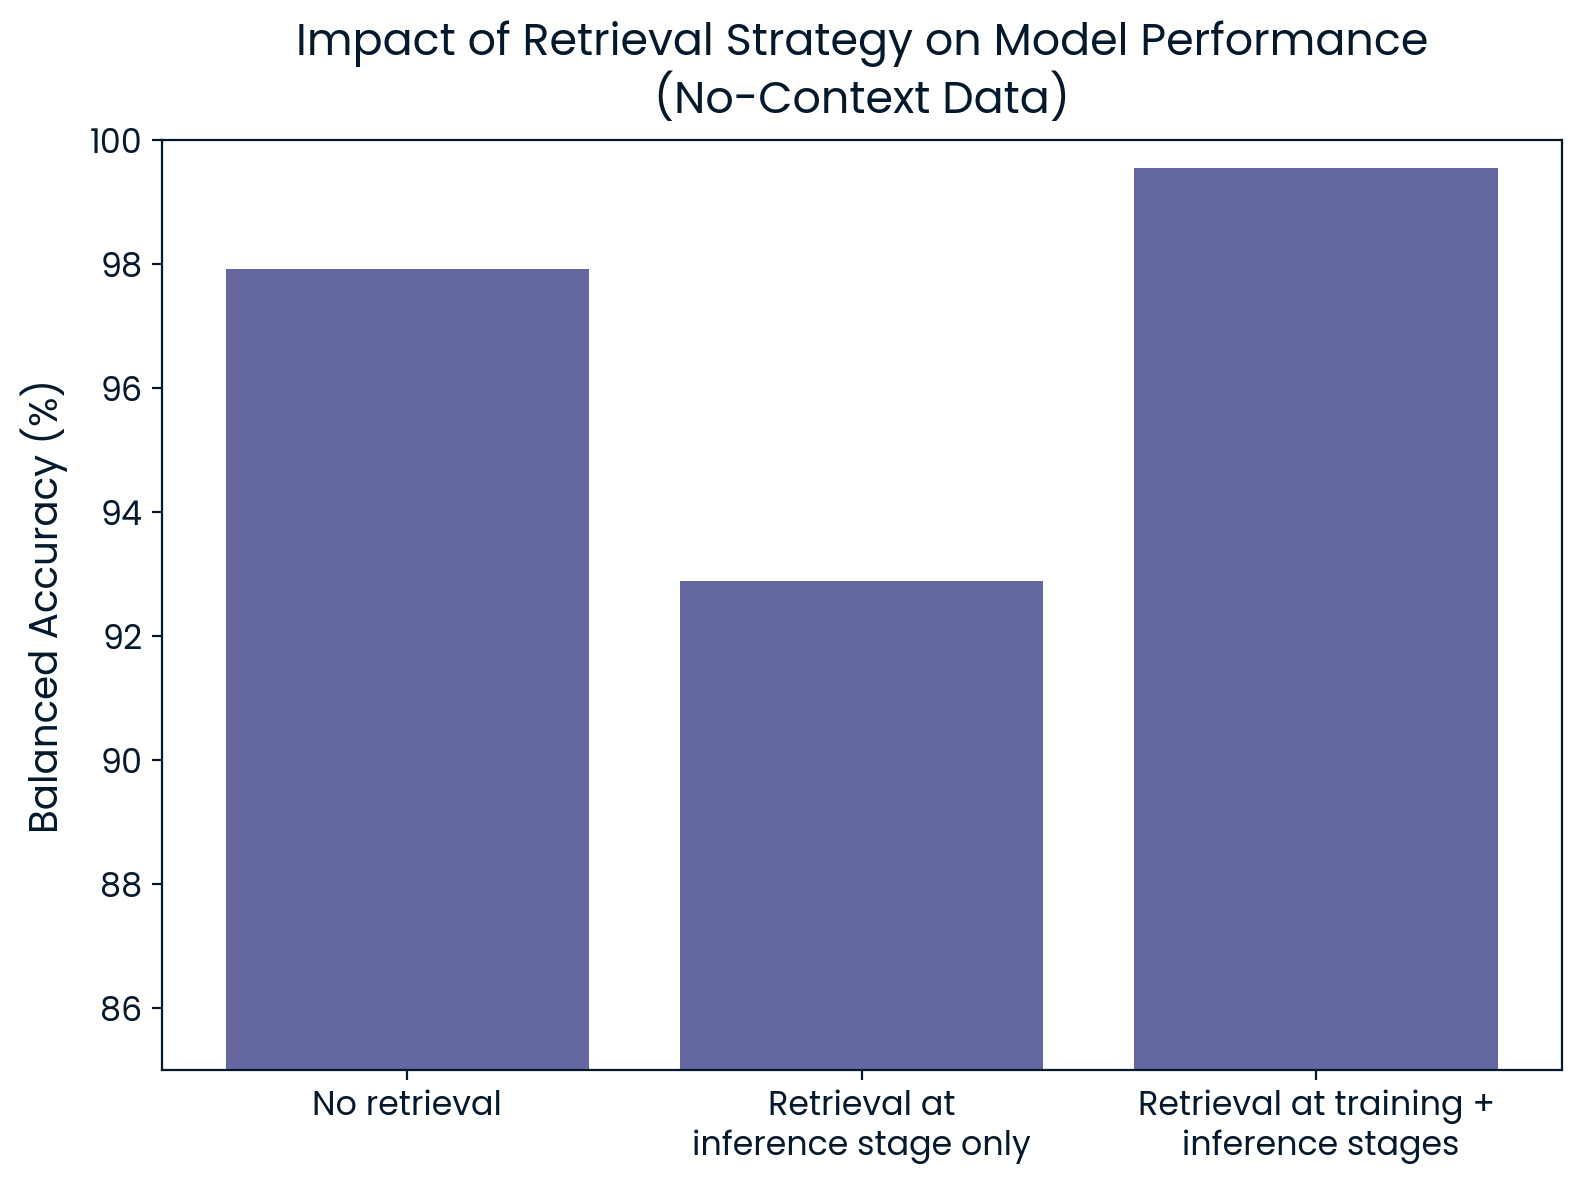 Impact of Retrieval Strategy on Model Performance
(No-Context Data)
Balanced Accuracy (%)
100
98
96
94
92
90
88
86
No retrieval
Retrieval at
inference stage only
Retrieval at training +
inference stages